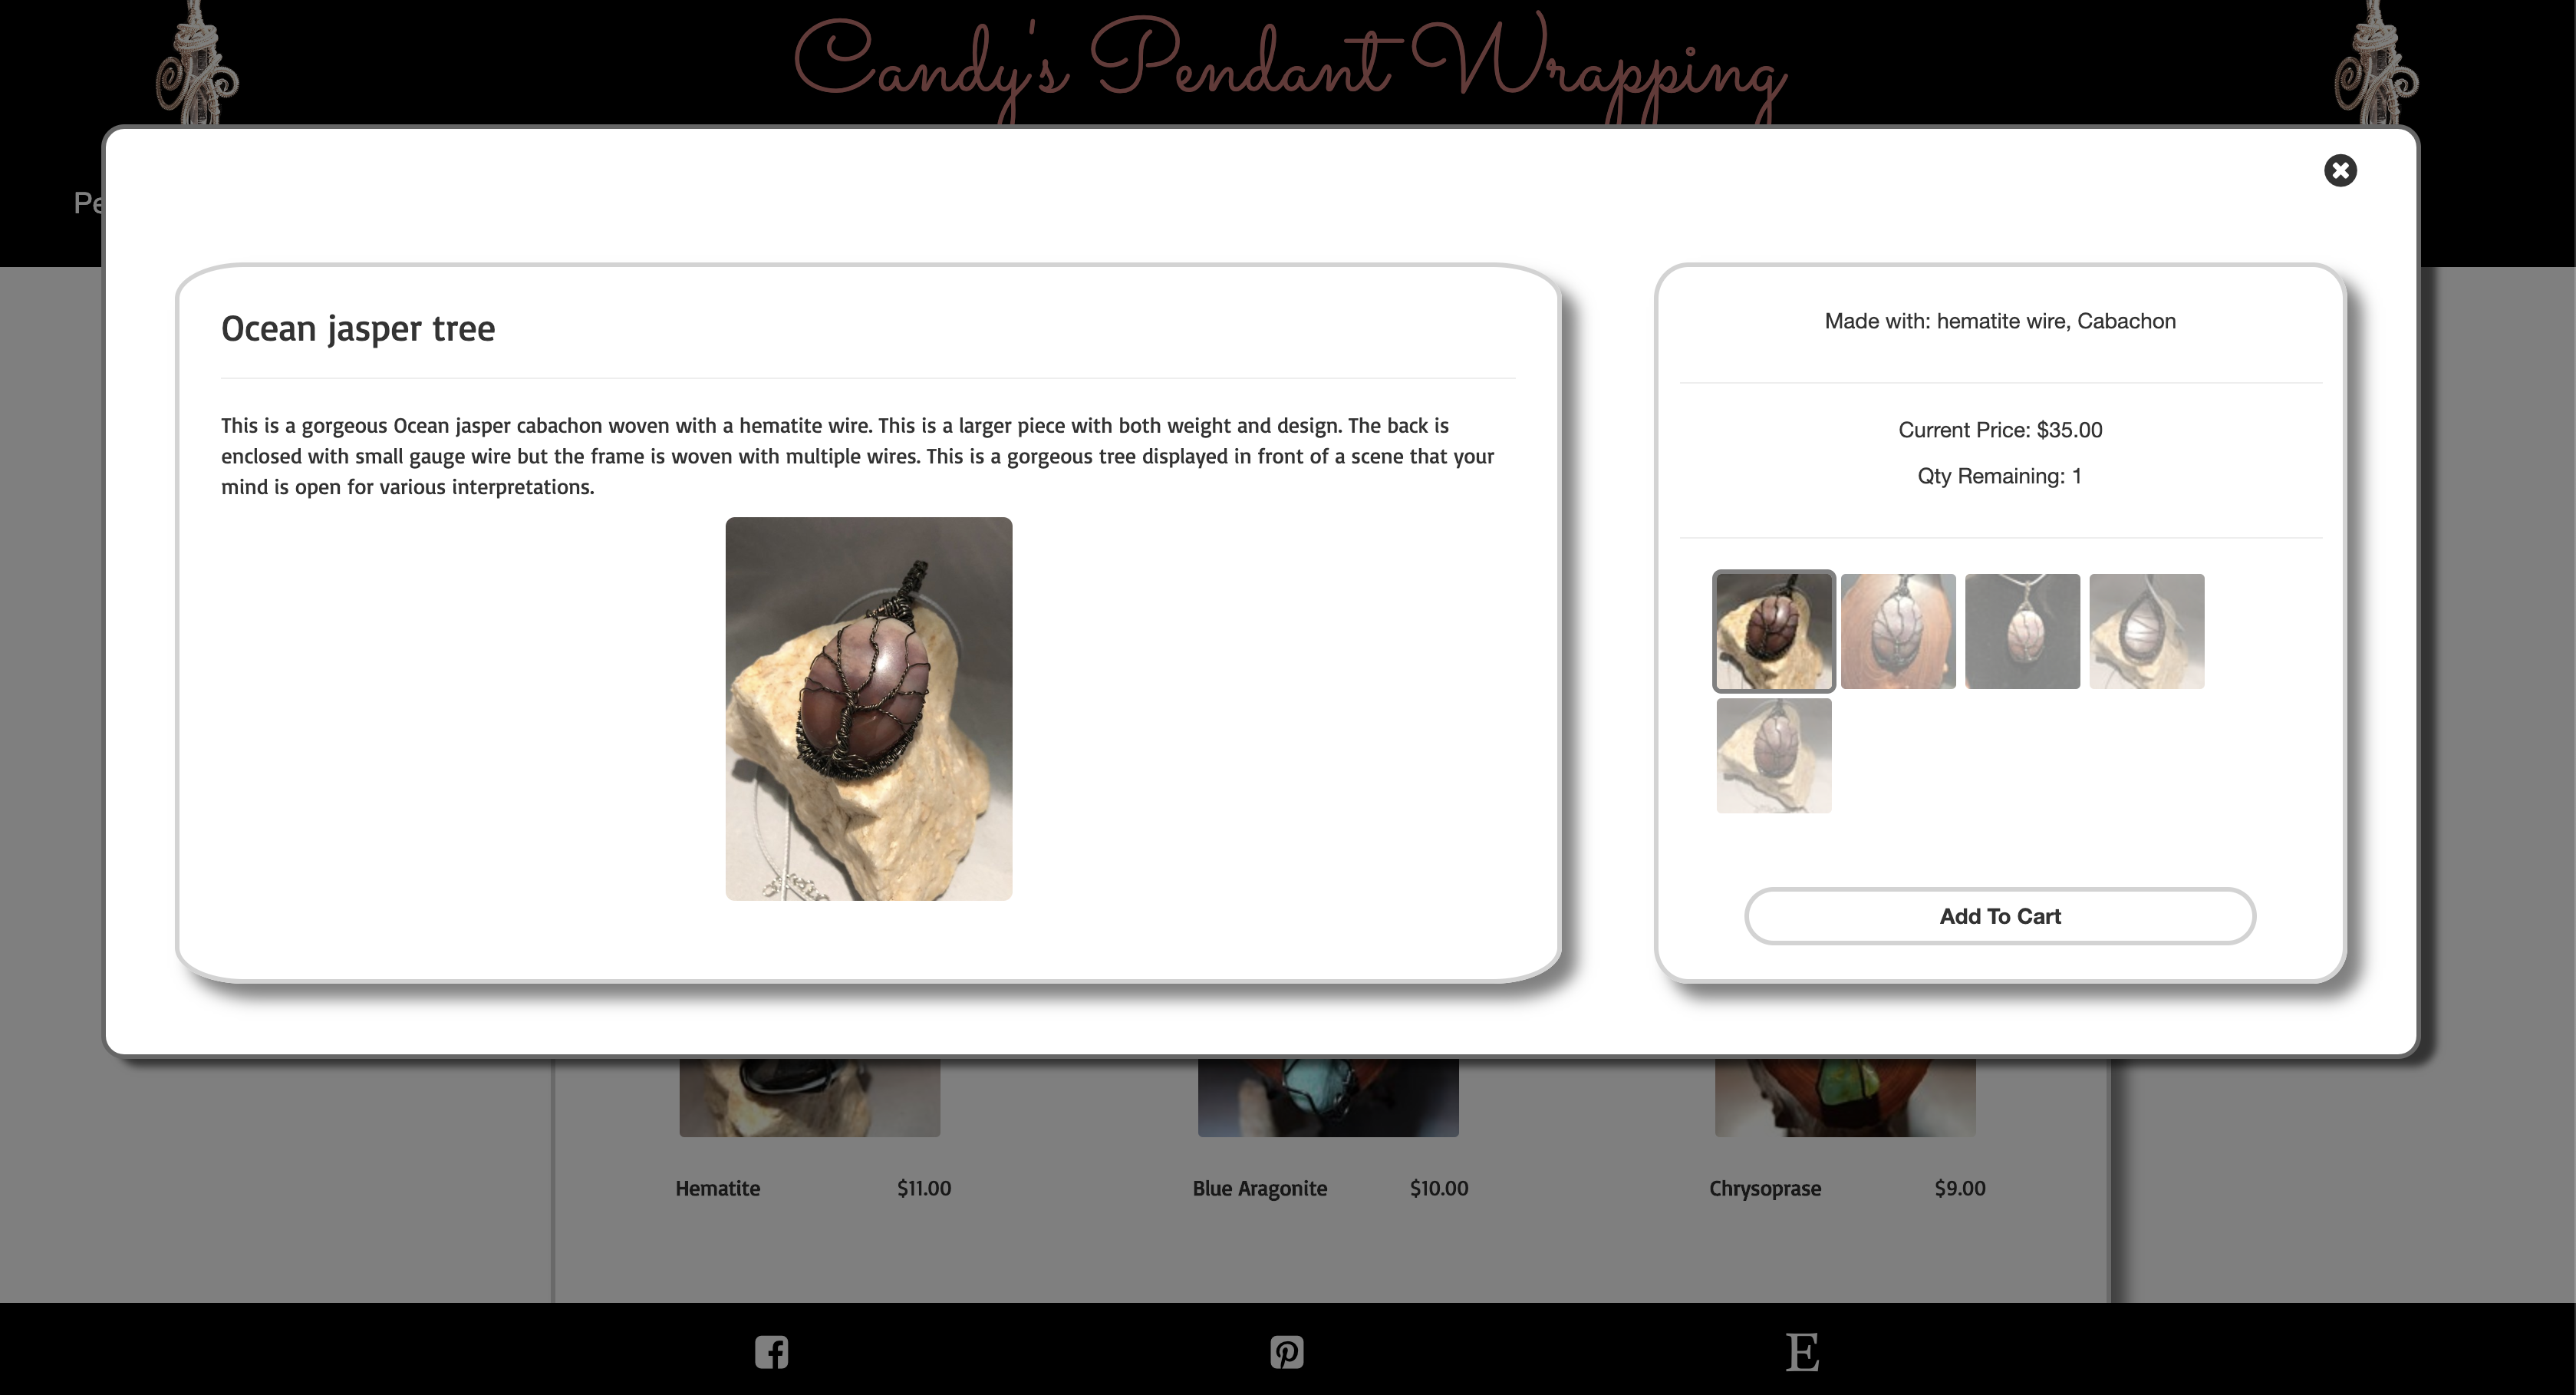 Candy's Pendant Wrapping
Pe
Ocean jasper tree
This is a gorgeous Ocean jasper cabachon woven with a hematite wire. This is a larger piece with both weight and design. The back is
enclosed with small gauge wire but the frame is woven with multiple wires. This is a gorgeous tree displayed in front of a scene that your
mind is open for various interpretations.
Made with: hematite wire, Cabachon
Current Price: $35.00
Qty Remaining: 1
Add To Cart
Hematite $11.00
Blue Aragonite $10.00
Chrysoprase $9.00
E